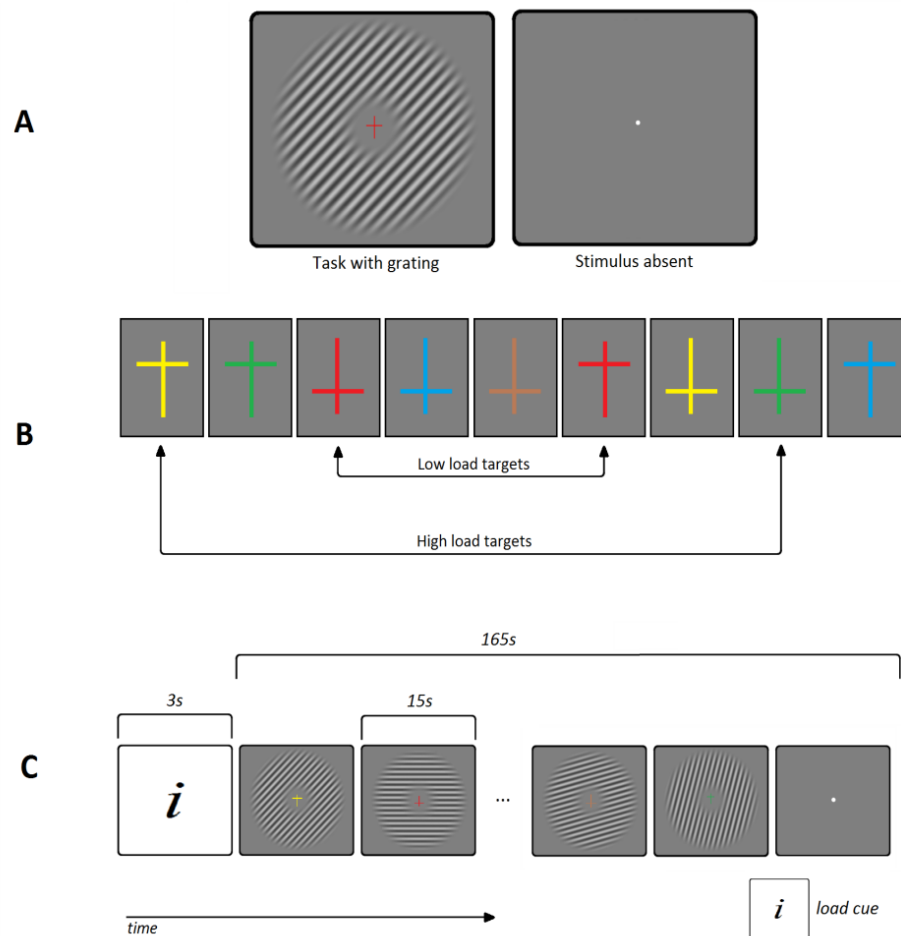 A
Task with grating
Stimulus absent
B
Low load targets
High load targets
165s
3s
15s
C
i
...
time
i
load cue